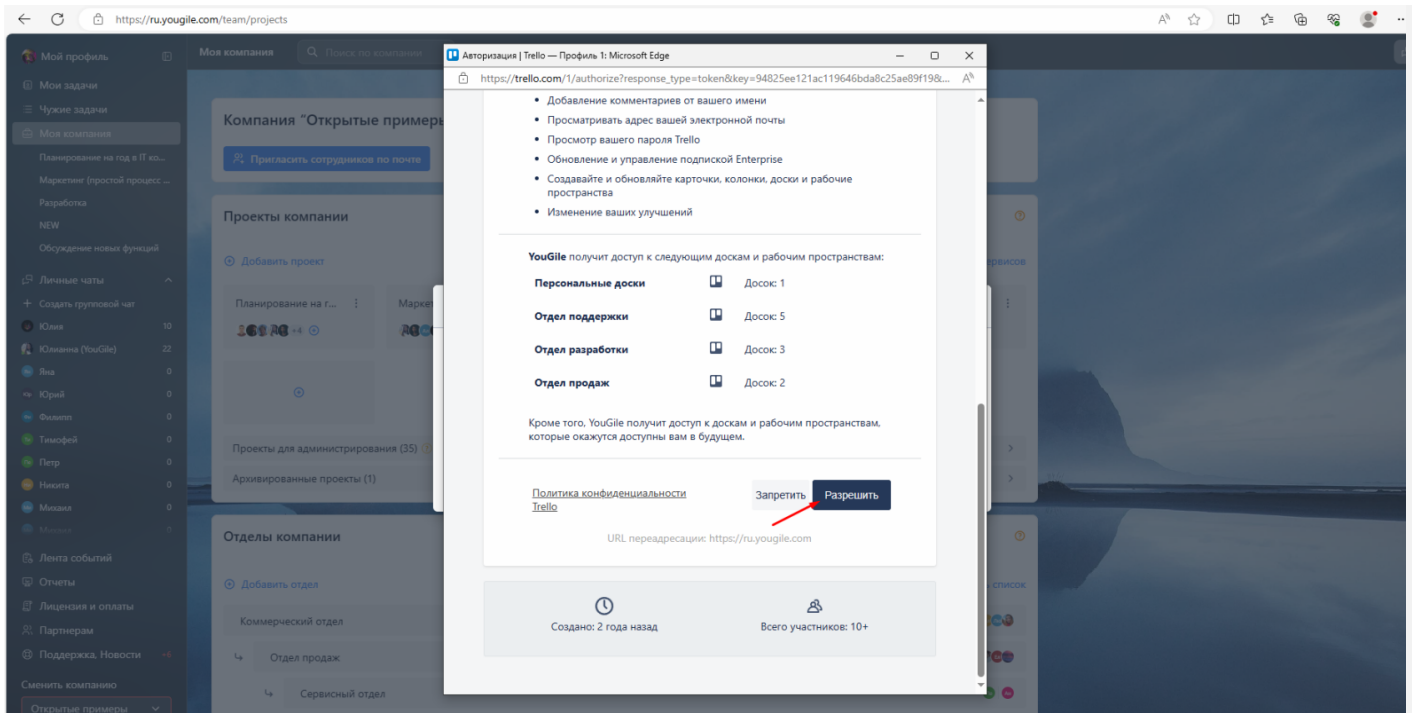 https://ru.yougile.com/team/projects
Мой профиль
Мои задачи
Чужие задачи
Моя компания
Планирование на год в IT ко...
Маркетинг (простой процесс ...
Разработка
NEW
Обсуждение новых функций
Личные чаты
Создать групповой чат
Юлия 10
Юлианна (YouGile) 22
Яна 0
Юрий 0
Филипп 0
Тимофей 0
Петр 0
Никита 0
Михаил 0
Лента событий
Отчеты
Лицензия и оплаты
Партнерам
Поддержка, Новости +6
Сменить компанию
Открытые примеры
Моя компания Поиск по компании
Компания "Открытые примеры
Пригласить сотрудников по почте
Проекты компании
Добавить проект
ервисов
Планирование на г... Маркет
+6
Проекты для администрирования (35)
Архивированные проекты (1)
Отделы компании
Добавить отдел
список
Коммерческий отдел
Отдел продаж
Сервисный отдел
Авторизация | Trello — Профиль 1: Microsoft Edge
https://trello.com/1/authorize?response_type=token&key=94825ee121ac119646bda8c25ae89f19&...
• Добавление комментариев от вашего имени
• Просматривать адрес вашей электронной почты
• Просмотр вашего пароля Trello
• Обновление и управление подпиской Enterprise
• Создавайте и обновляйте карточки, колонки, доски и рабочие
пространства
• Изменение ваших улучшений
YouGile получит доступ к следующим доскам и рабочим пространствам:
Персональные доски Досок: 1
Отдел поддержки Досок: 5
Отдел разработки Досок: 3
Отдел продаж Досок: 2
Кроме того, YouGile получит доступ к доскам и рабочим пространствам,
которые окажутся доступны вам в будущем.
Политика конфиденциальности
Trello
Запретить Разрешить
URL переадресации: https://ru.yougile.com
Создано: 2 года назад Всего участников: 10+